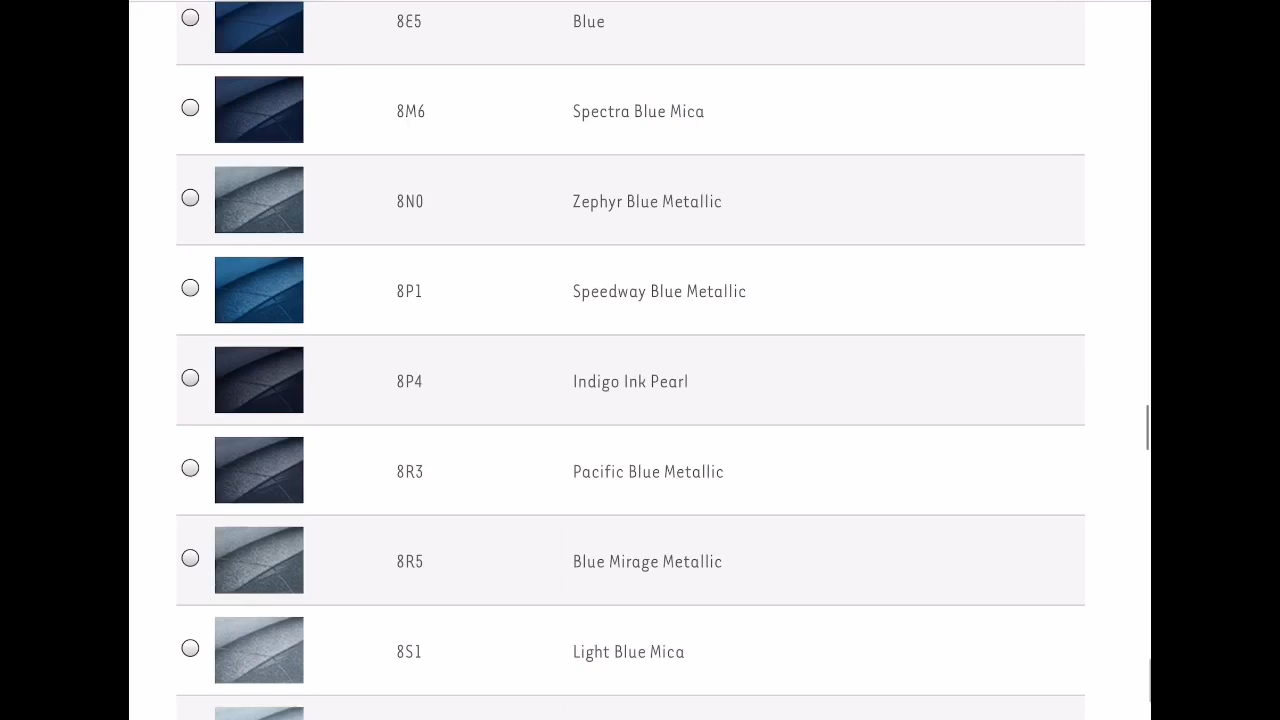 8E5 Blue
8M6 Spectra Blue Mica
8N0 Zephyr Blue Metallic
8P1 Speedway Blue Metallic
8P4 Indigo Ink Pearl
8R3 Pacific Blue Metallic
8R5 Blue Mirage Metallic
8S1 Light Blue Mica